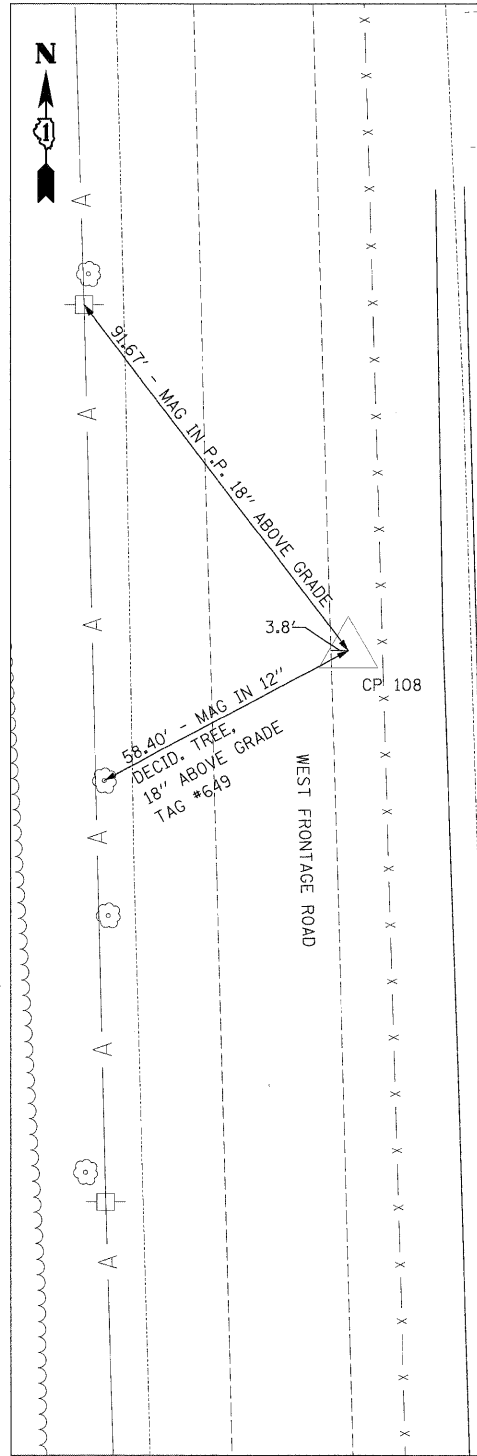 N
1
A
91.67' - MAG IN P.P. 18" ABOVE GRADE
A
3.8'
CP 108
A
58.40' - MAG IN 12"
DECID. TREE,
18" ABOVE GRADE
TAG #649
WEST FRONTAGE ROAD
A
A
A